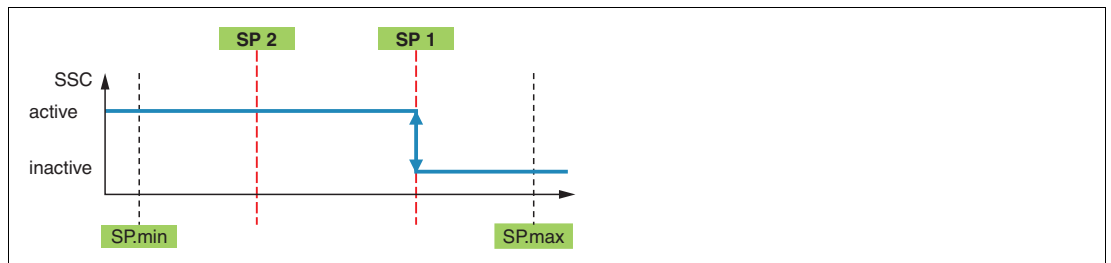 SP 2
SP 1
SSC
active
inactive
SP.min
SP.max